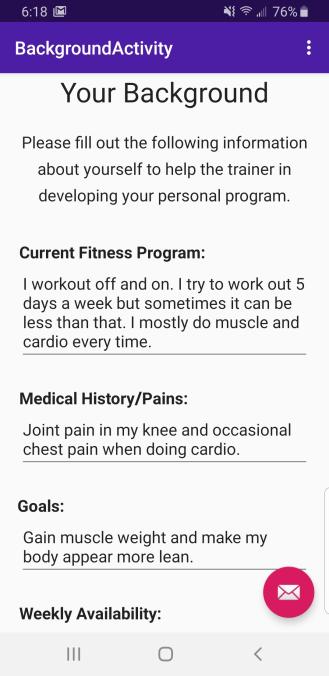 6:18 76%
BackgroundActivity
Your Background
Please fill out the following information
about yourself to help the trainer in
developing your personal program.
Current Fitness Program:
I workout off and on. I try to work out 5
days a week but sometimes it can be
less than that. I mostly do muscle and
cardio every time.
Medical History/Pains:
Joint pain in my knee and occasional
chest pain when doing cardio.
Goals:
Gain muscle weight and make my
body appear more lean.
Weekly Availability: